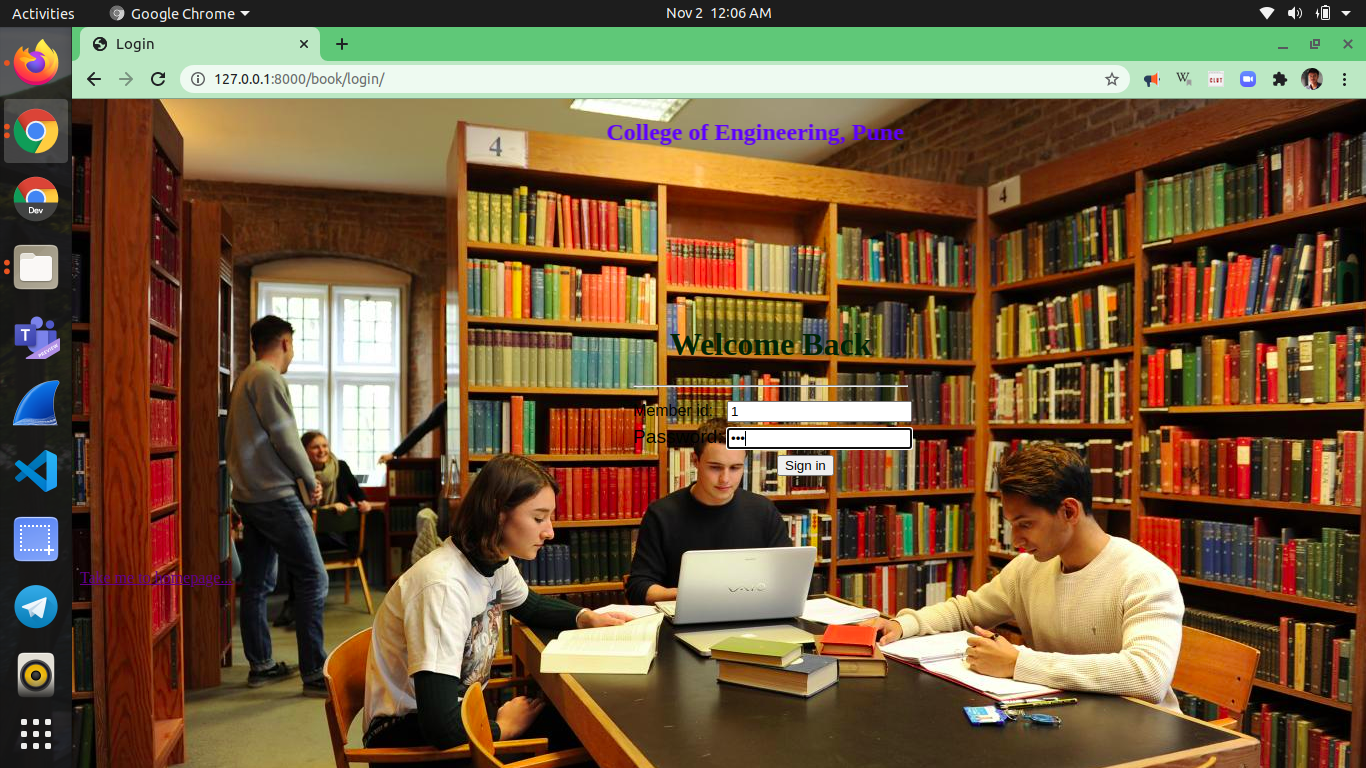 Activities Google Chrome Nov 2 12:06 AM
Login
127.0.0.1:8000/book/login/
Dev
College of Engineering, Pune
4
4
Welcome Back
Member id: 1
Password: •••
Sign in
Take me to homepage...
VAIO